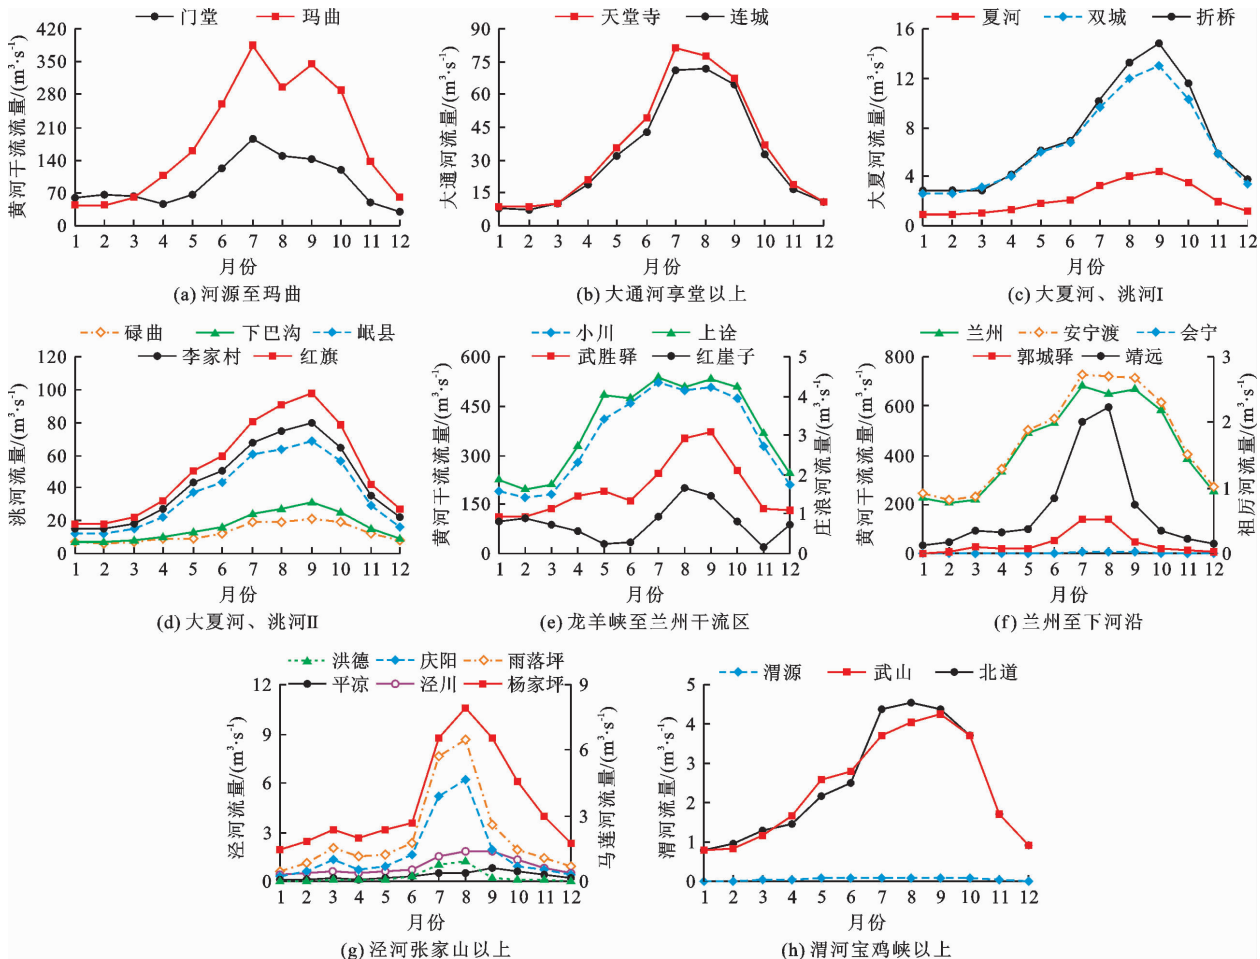 门堂 玛曲
黄河干流流量/(m³·s⁻¹)
420
350
280
210
140
70
0
1 2 3 4 5 6 7 8 9 10 11 12
月份
(a) 河源至玛曲
天堂寺 连城
大通河流量/(m³·s⁻¹)
90
75
60
45
30
15
0
1 2 3 4 5 6 7 8 9 10 11 12
月份
(b) 大通河享堂以上
夏河 双城 折桥
大夏河流量/(m³·s⁻¹)
16
12
8
4
0
1 2 3 4 5 6 7 8 9 10 11 12
月份
(c) 大夏河、洮河Ⅰ
碌曲 下巴沟 岷县
李家村 红旗
洮河流量/(m³·s⁻¹)
120
100
80
60
40
20
0
1 2 3 4 5 6 7 8 9 10 11 12
月份
(d) 大夏河、洮河Ⅱ
小川 上诠
武胜驿 红崖子
黄河干流流量/(m³·s⁻¹)
600
450
300
150
0
5
4
3
2
1
0
庄浪河流量/(m³·s⁻¹)
1 2 3 4 5 6 7 8 9 10 11 12
月份
(e) 龙羊峡至兰州干流区
兰州 安宁渡 会宁
郭城驿 靖远
黄河干流流量/(m³·s⁻¹)
800
600
400
200
0
3
2
1
0
祖厉河流量/(m³·s⁻¹)
1 2 3 4 5 6 7 8 9 10 11 12
月份
(f) 兰州至下河沿
洪德 庆阳 雨落坪
平凉 泾川 杨家坪
泾河流量/(m³·s⁻¹)
12
9
6
3
0
9
6
3
0
马莲河流量/(m³·s⁻¹)
1 2 3 4 5 6 7 8 9 10 11 12
月份
(g) 泾河张家山以上
渭源 武山 北道
渭河流量/(m³·s⁻¹)
5
4
3
2
1
0
1 2 3 4 5 6 7 8 9 10 11 12
月份
(h) 渭河宝鸡峡以上